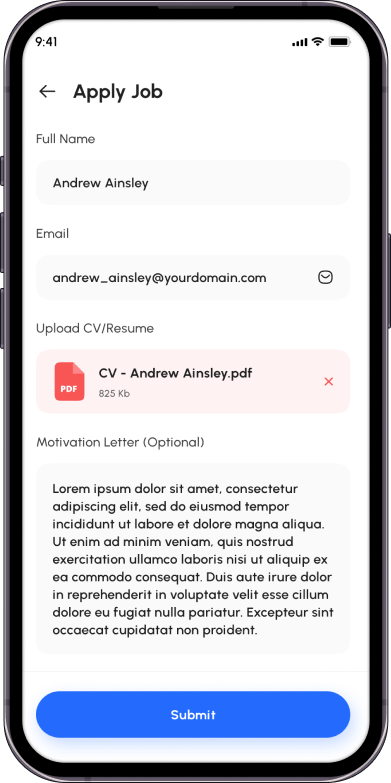 9:41
Apply Job
Full Name
Andrew Ainsley
Email
andrew_ainsley@yourdomain.com
Upload CV/Resume
PDF
CV - Andrew Ainsley.pdf
825 Kb
Motivation Letter (Optional)
Lorem ipsum dolor sit amet, consectetur
adipiscing elit, sed do eiusmod tempor
incididunt ut labore et dolore magna aliqua.
Ut enim ad minim veniam, quis nostrud
exercitation ullamco laboris nisi ut aliquip ex
ea commodo consequat. Duis aute irure dolor
in reprehenderit in voluptate velit esse cillum
dolore eu fugiat nulla pariatur. Excepteur sint
occaecat cupidatat non proident.
Submit